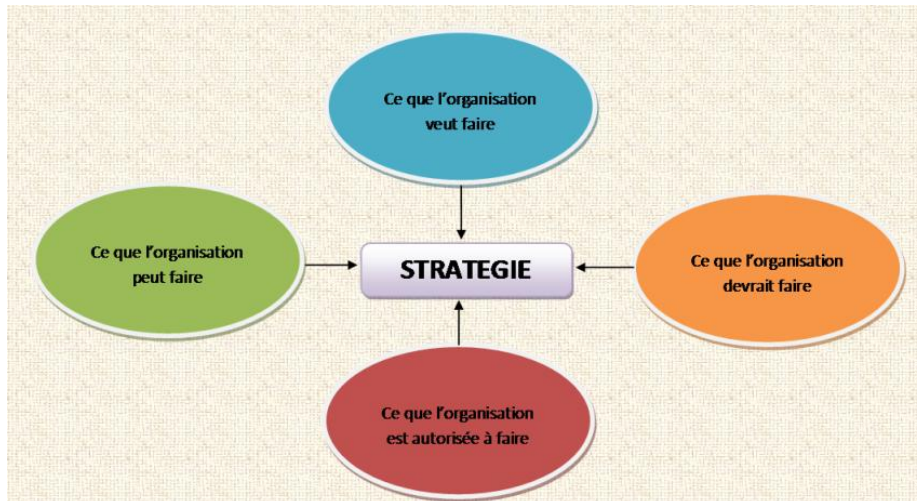 Ce que l'organisation
veut faire
Ce que l'organisation
peut faire
STRATEGIE
Ce que l'organisation
devrait faire
Ce que l'organisation
est autorisée à faire